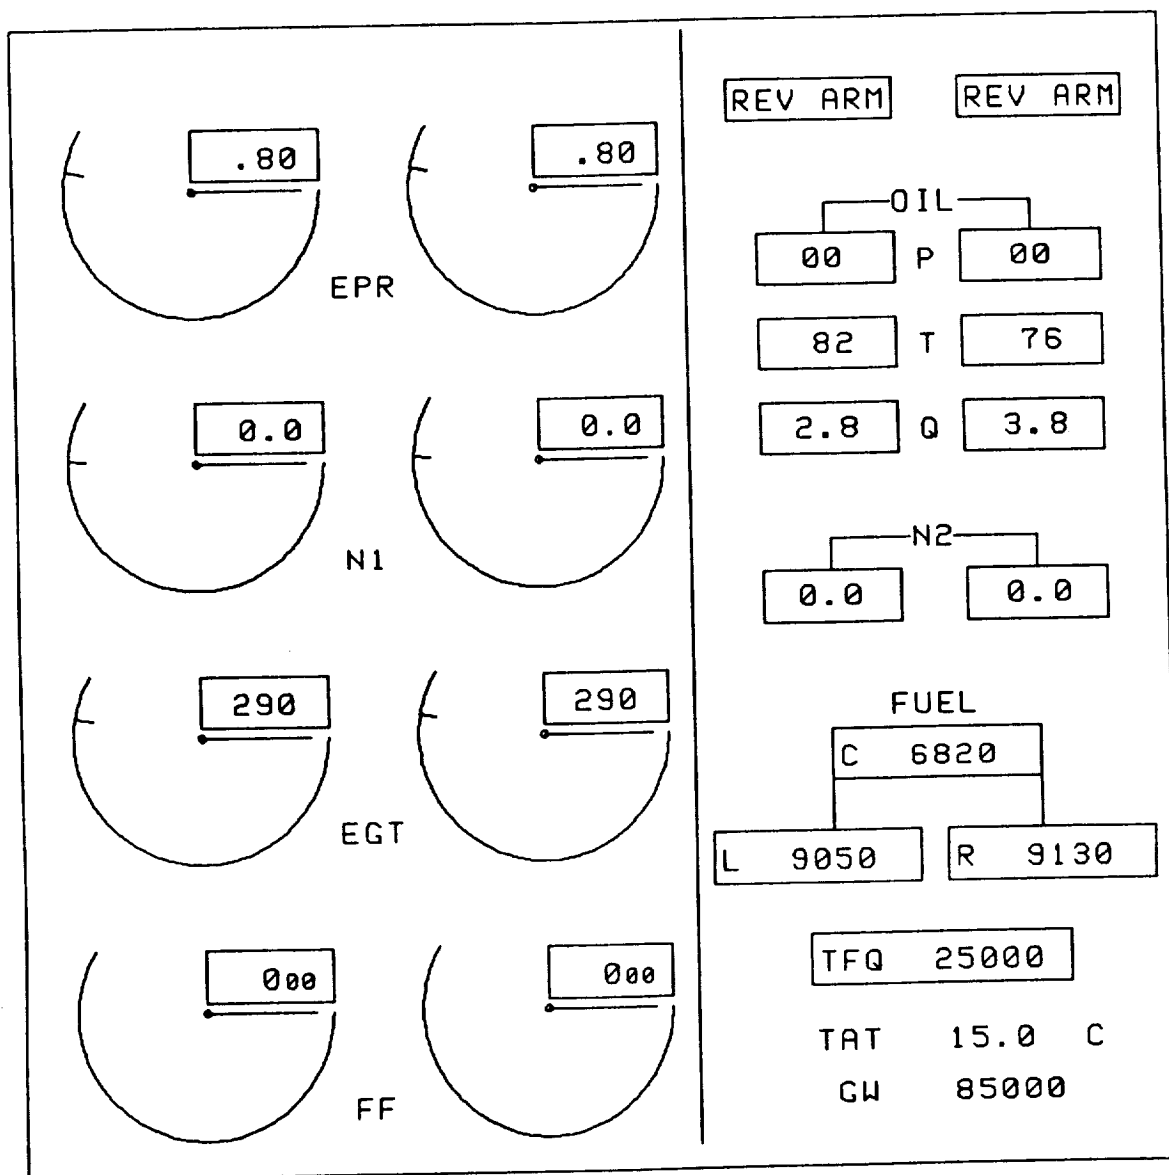 REV ARM REV ARM
.80 .80
OIL
00 P 00
EPR
82 T 76
0.0 0.0
2.8 Q 3.8
N1
N2
0.0 0.0
290 290
FUEL
C 6820
EGT
L 9050 R 9130
000 000
TFQ 25000
TAT 15.0 C
GW 85000
FF